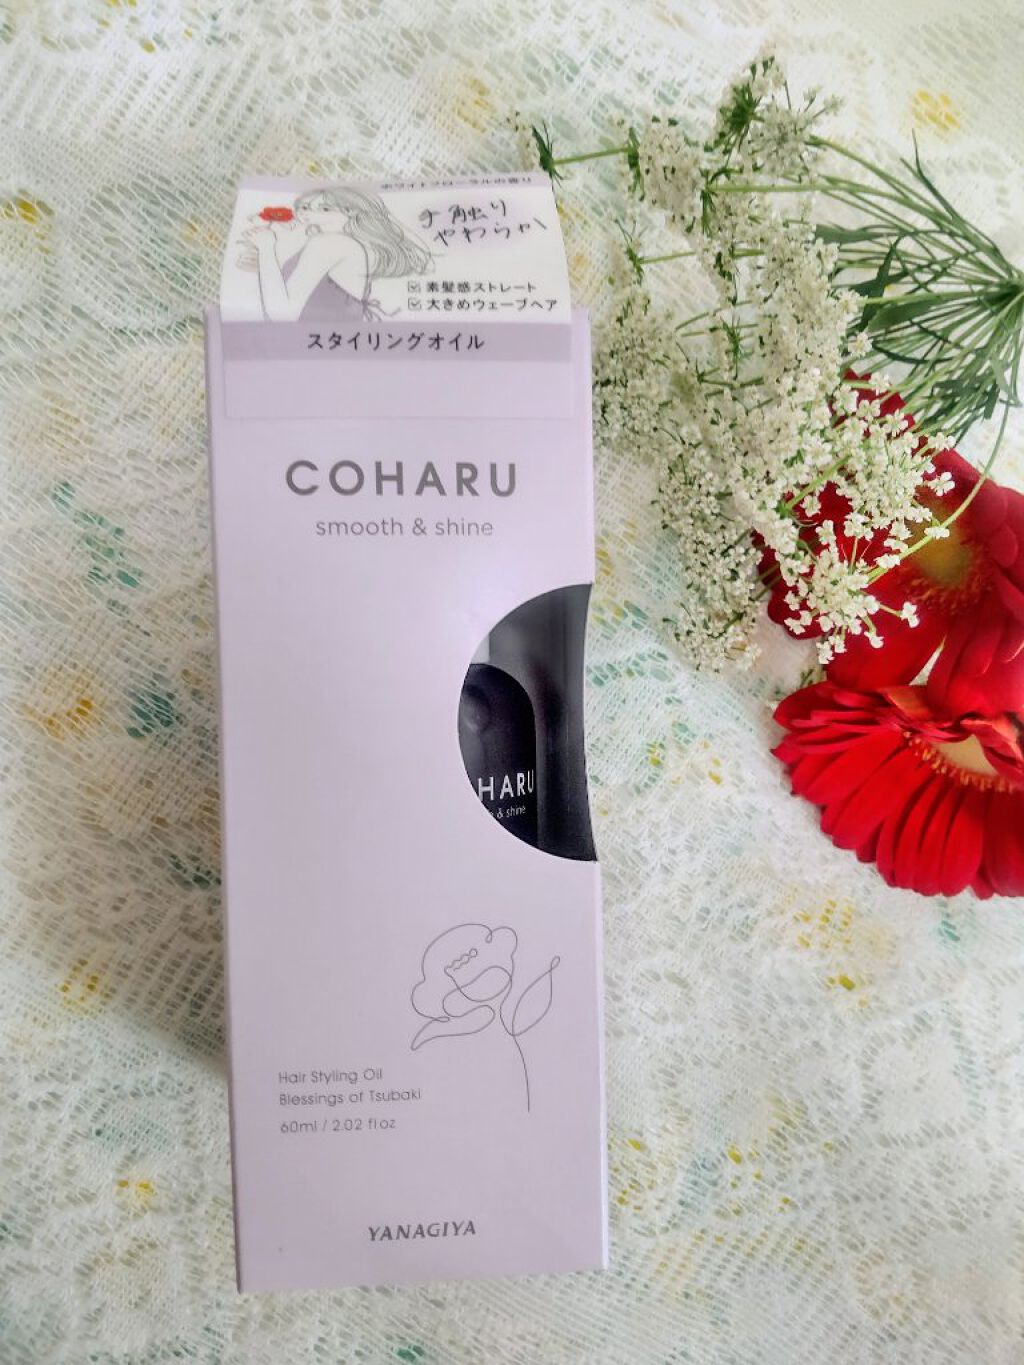 ホワイトフローラルの香り
手触り
やわらかい
素髪感ストレート
大きめウェーブヘア
スタイリングオイル
COHARU
smooth & shine
HARU
& shine
Hair Styling Oil
Blessings of Tsubaki
60ml / 2.02 fl oz
YANAGIYA